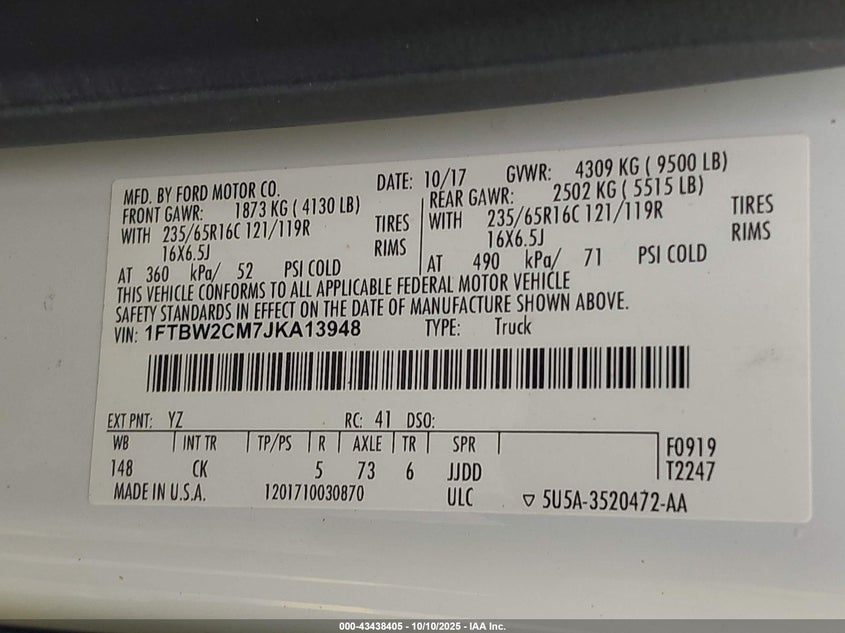 MFD. BY FORD MOTOR CO. DATE: 10/17 GVWR: 4309 KG ( 9500 LB)
FRONT GAWR: 1873 KG ( 4130 LB) REAR GAWR: 2502 KG ( 5515 LB)
WITH 235/65R16C 121/119R TIRES WITH 235/65R16C 121/119R TIRES
16X6.5J RIMS 16X6.5J RIMS
AT 360 kPa/ 52 PSI COLD AT 490 kPa/ 71 PSI COLD
THIS VEHICLE CONFORMS TO ALL APPLICABLE FEDERAL MOTOR VEHICLE
SAFETY STANDARDS IN EFFECT ON THE DATE OF MANUFACTURE SHOWN ABOVE.
VIN: 1FTBW2CM7JKA13948 TYPE: Truck
EXT PNT: YZ RC: 41 DSO:
WB INT TR TP/PS R AXLE TR SPR F0919
148 CK 5 73 6 JJDD T2247
MADE IN U.S.A. 1201710030870 ULC ▽ 5U5A-3520472-AA
000-43438405 - 10/10/2025 - IAA Inc.